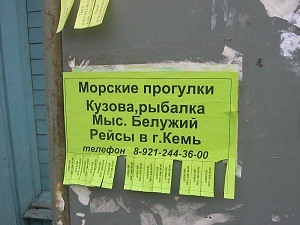 Морские прогулки
Кузова,рыбалка
Мыс. Белужий
Рейсы в г.Кемь
телефон 8-921-244-36-00